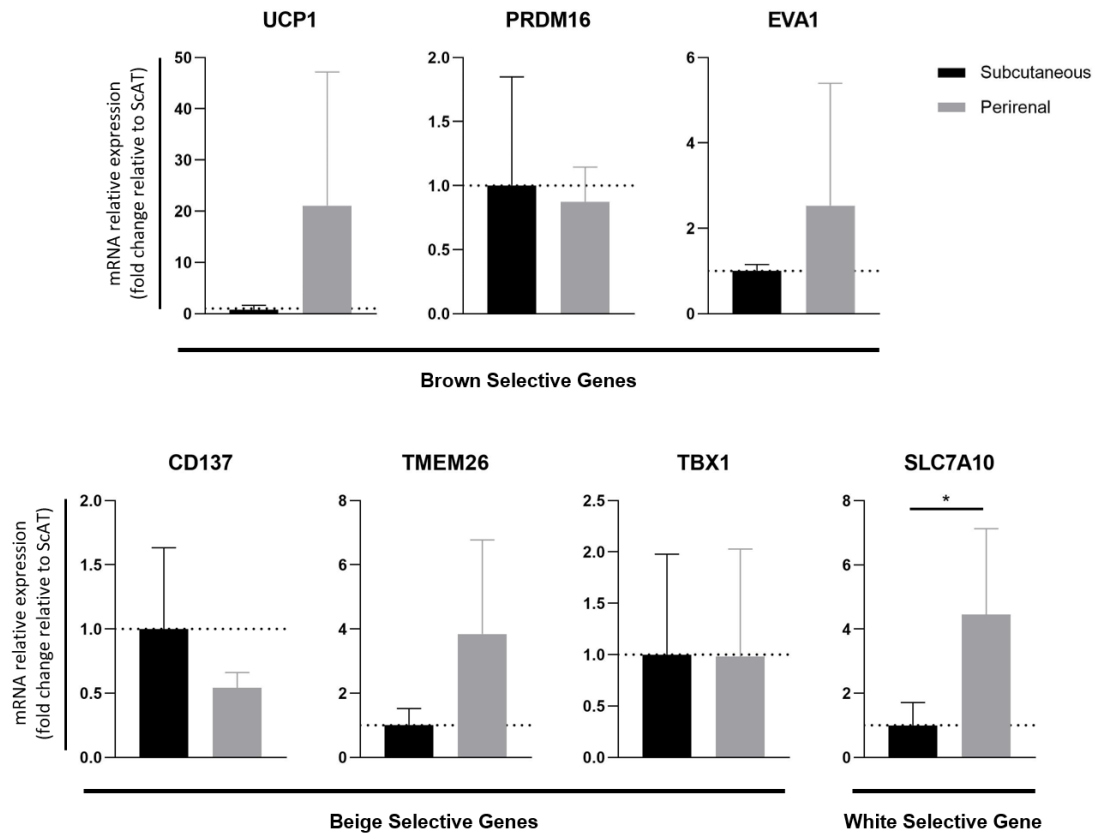 UCP1
PRDM16
EVA1
mRNA relative expression
(fold change relative to ScAT)
50
40
30
20
10
0
2.0
1.5
1.0
0.5
0.0
6
4
2
0
Subcutaneous
Perirenal
Brown Selective Genes
CD137
TMEM26
TBX1
SLC7A10
mRNA relative expression
(fold change relative to ScAT)
2.0
1.5
1.0
0.5
0.0
8
6
4
2
0
2.5
2.0
1.5
1.0
0.5
0.0
8
6
4
2
0
*
Beige Selective Genes
White Selective Gene